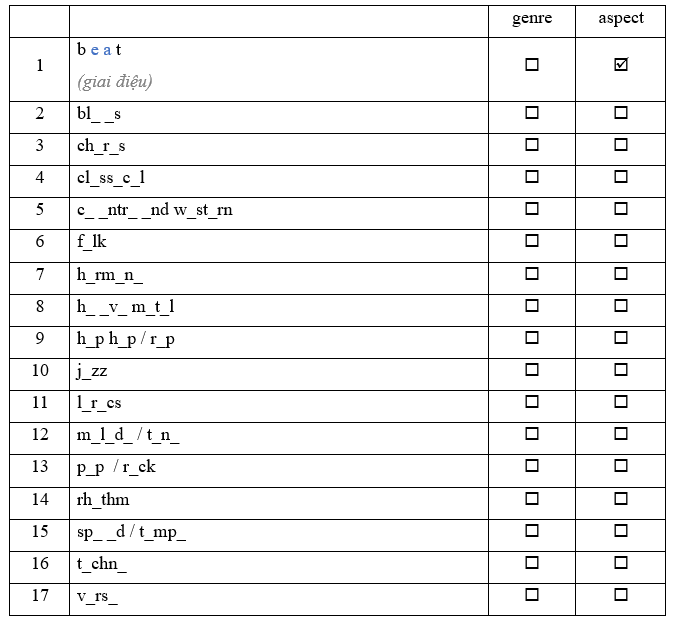 genre aspect
1 b e a t ☐ ☑
(giai điệu)
2 bl_ _s ☐ ☐
3 ch_r_s ☐ ☐
4 cl_ss_c_l ☐ ☐
5 c_ _ntr_ _nd w_st_rn ☐ ☐
6 f_lk ☐ ☐
7 h_rm_n_ ☐ ☐
8 h_ _v_ m_t_l ☐ ☐
9 h_p h_p / r_p ☐ ☐
10 j_zz ☐ ☐
11 l_r_cs ☐ ☐
12 m_l_d_ / t_n_ ☐ ☐
13 p_p / r_ck ☐ ☐
14 rh_thm ☐ ☐
15 sp_ _d / t_mp_ ☐ ☐
16 t_chn_ ☐ ☐
17 v_rs_ ☐ ☐